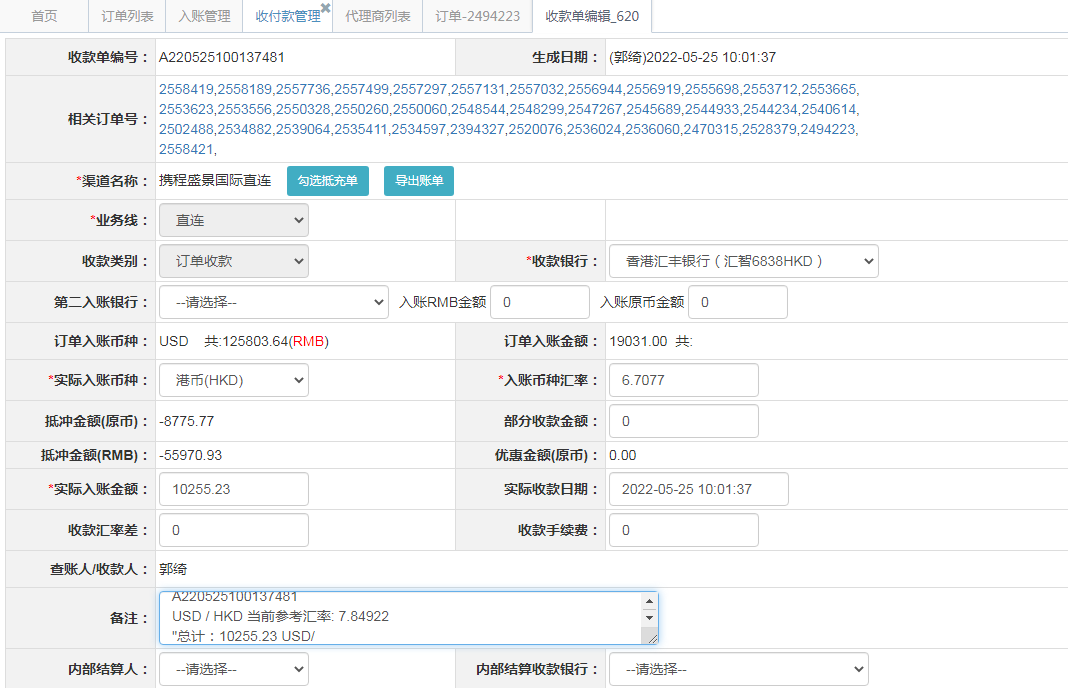 首页 订单列表 入账管理 收付款管理 代理商列表 订单-2494223 收款单编辑_620
收款单编号： A220525100137481 生成日期： (郭绮)2022-05-25 10:01:37
相关订单号：
2558419,2558189,2557736,2557499,2557297,2557131,2557032,2556944,2556919,2555698,2553712,2553665,
2553623,2553556,2550328,2550260,2550060,2548544,2548299,2547267,2545689,2544933,2544234,2540614,
2502488,2534882,2539064,2535411,2534597,2394327,2520076,2536024,2536060,2470315,2528379,2494223,
2558421,
*渠道名称： 携程盛景国际直连 勾选抵充单 导出账单
*业务线： 直连
收款类别： 订单收款 *收款银行： 香港汇丰银行（汇智6838HKD）
第二入账银行： --请选择-- 入账RMB金额 0 入账原币金额 0
订单入账币种： USD 共:125803.64(RMB) 订单入账金额： 19031.00 共:
*实际入账币种： 港币(HKD) *入账币种汇率： 6.7077
抵冲金额(原币)： -8775.77 部分收款金额： 0
抵冲金额(RMB)： -55970.93 优惠金额(原币)： 0.00
*实际入账金额： 10255.23 实际收款日期： 2022-05-25 10:01:37
收款汇率差： 0 收款手续费： 0
查账人/收款人： 郭绮
备注：
A220525100137481
USD / HKD 当前参考汇率: 7.84922
"总计：10255.23 USD/
内部结算人： --请选择-- 内部结算收款银行： --请选择--